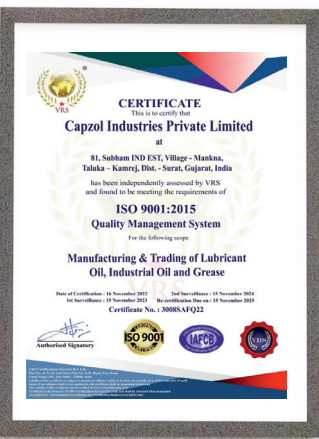 VRS
CERTIFICATE
This is to certify that
Capzol Industries Private Limited
at
81, Subham IND EST, Village - Mankna,
Taluka – Kamrej, Dist. - Surat, Gujarat, India
has been independently assessed by VRS
and found to be meeting the requirements of
ISO 9001:2015
Quality Management System
For the following scope
Manufacturing & Trading of Lubricant
Oil, Industrial Oil and Grease
Date of Certification : 16 November 2022 2nd Surveillance : 15 November 2024
1st Surveillance : 15 November 2023 Re-certification Due on : 15 November 2025
Certificate No. : 3008SAFQ22
Authorised Signatory
CERTIFIED
ISO 9001
IAFCB
VRS